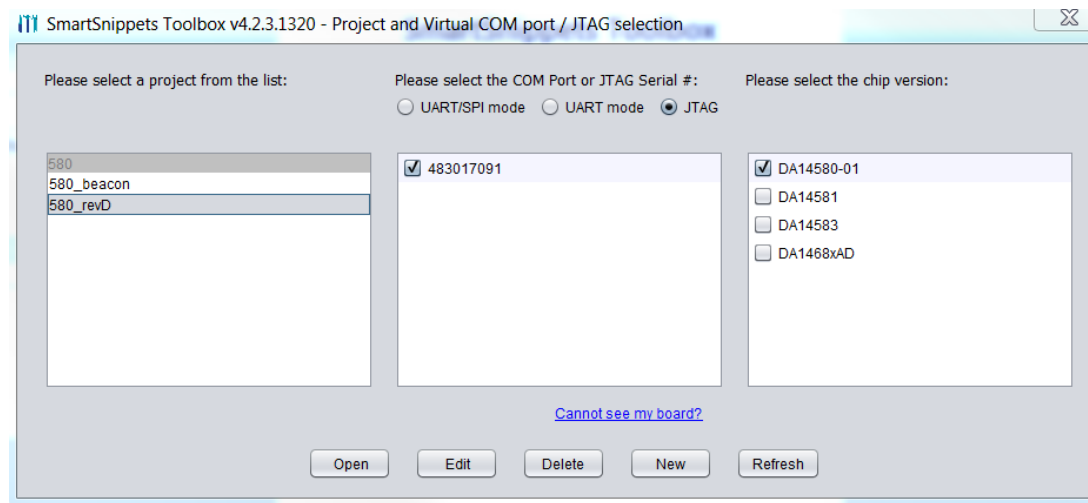 SmartSnippets Toolbox v4.2.3.1320 - Project and Virtual COM port / JTAG selection
Please select a project from the list:
Please select the COM Port or JTAG Serial #:
Please select the chip version:
UART/SPI mode
UART mode
JTAG
580
580_beacon
580_revD
483017091
DA14580-01
DA14581
DA14583
DA1468xAD
Cannot see my board?
Open
Edit
Delete
New
Refresh